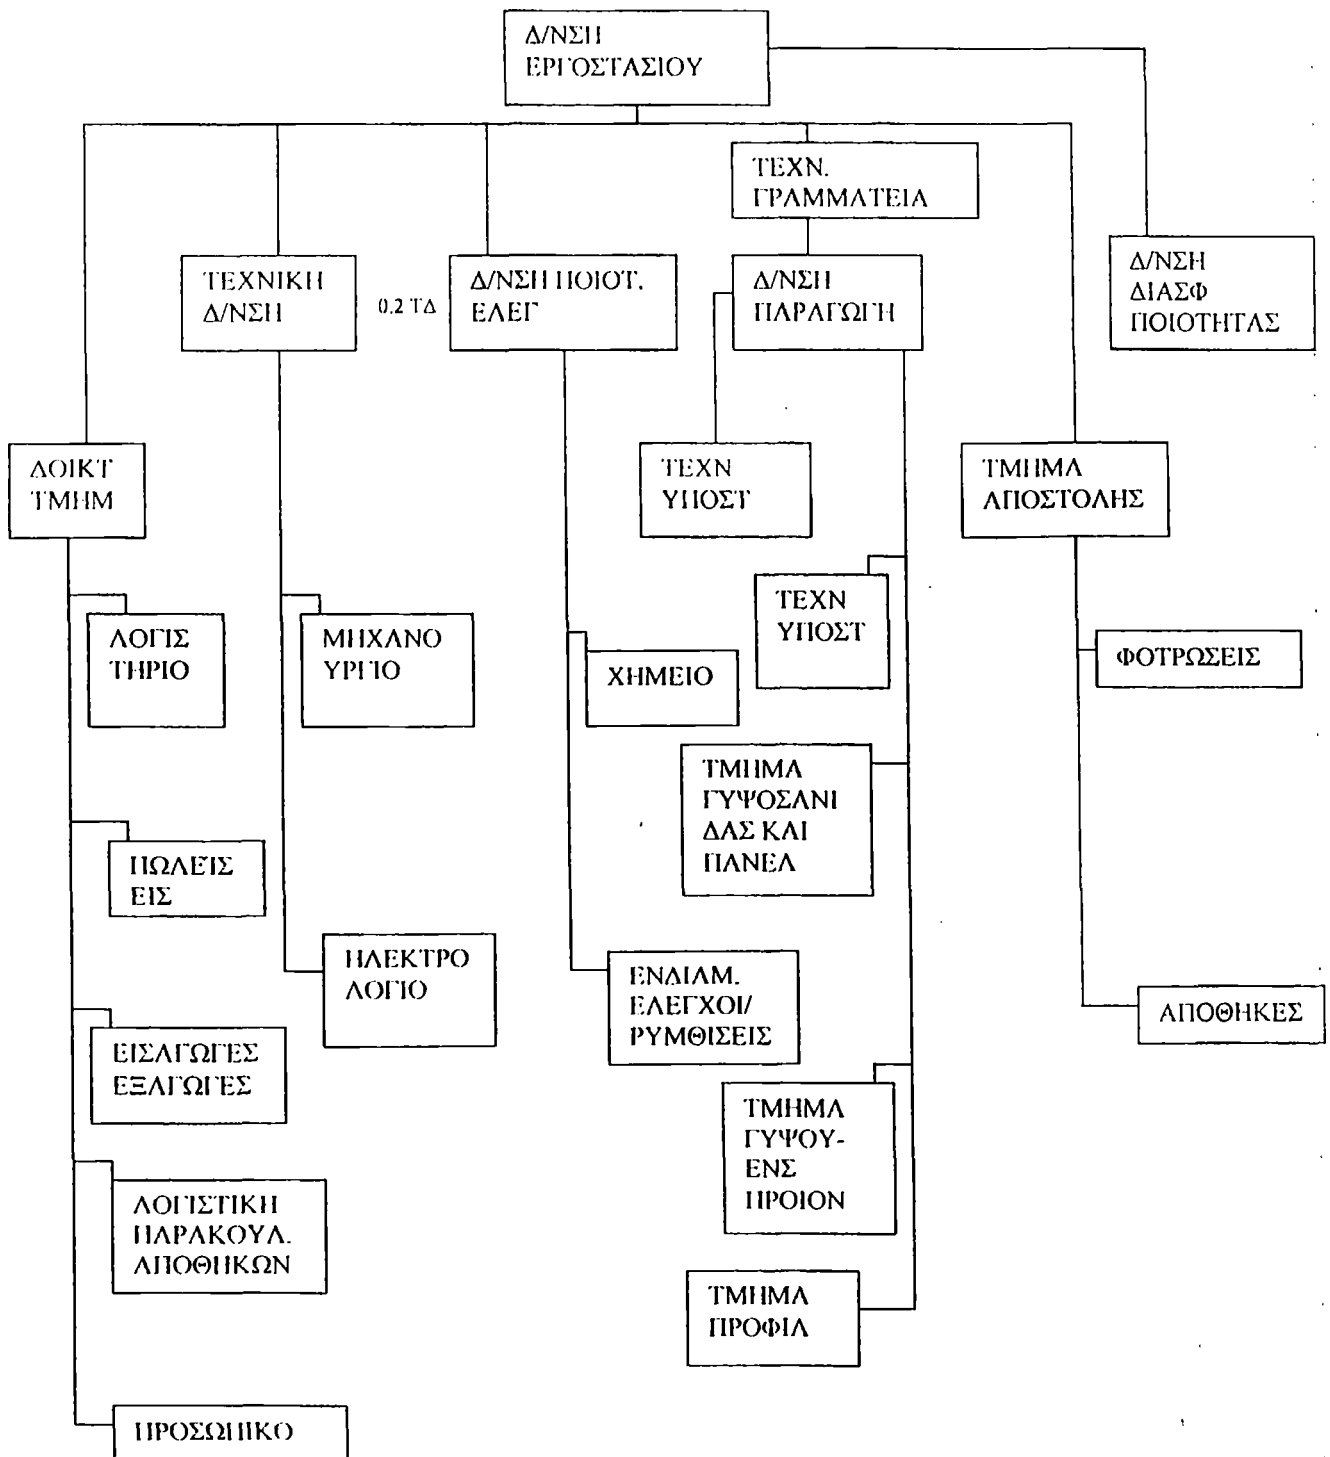 Δ/ΝΣΗ
ΕΡΓΟΣΤΑΣΙΟΥ
ΤΕΧΝ.
ΓΡΑΜΜΑΤΕΙΑ
ΤΕΧΝΙΚΗ
Δ/ΝΣΗ
0.2 ΤΔ
Δ/ΝΣΗ ΠΟΙΟΤ.
ΕΛΕΓ
Δ/ΝΣΗ
ΠΑΡΑΓΩΓΗ
Δ/ΝΣΗ
ΔΙΑΣΦ
ΠΟΙΟΤΗΤΑΣ
ΔΟΙΚΤ
ΤΜΗΜ
ΤΕΧΝ
ΥΠΟΣΤ
ΤΜΗΜΑ
ΑΠΟΣΤΟΛΗΣ
ΛΟΓΙΣ
ΤΗΡΙΟ
ΜΗΧΑΝΟ
ΥΡΓΙΟ
ΧΗΜΕΙΟ
ΤΕΧΝ
ΥΠΟΣΤ
ΦΟΤΡΩΣΕΙΣ
ΤΜΗΜΑ
ΓΥΨΟΣΑΝΙ
ΔΑΣ ΚΑΙ
ΠΑΝΕΛ
ΠΩΛΕΊΣ
ΕΙΣ
ΗΛΕΚΤΡΟ
ΛΟΓΙΟ
ΕΝΔΙΑΜ.
ΕΛΕΓΧΟΙ/
ΡΥΜΘΙΣΕΙΣ
ΑΠΟΘΗΚΕΣ
ΕΙΣΑΓΩΓΕΣ
ΕΞΑΓΩΓΕΣ
ΤΜΗΜΑ
ΓΥΨΟΥ-
ΕΝΣ
ΠΡΟΙΟΝ
ΛΟΓΙΣΤΙΚΗ
ΠΑΡΑΚΟΥΛ.
ΑΠΟΘΗΚΩΝ
ΤΜΗΜΑ
ΠΡΟΦΙΛ
ΠΡΟΣΩΠΙΚΟ